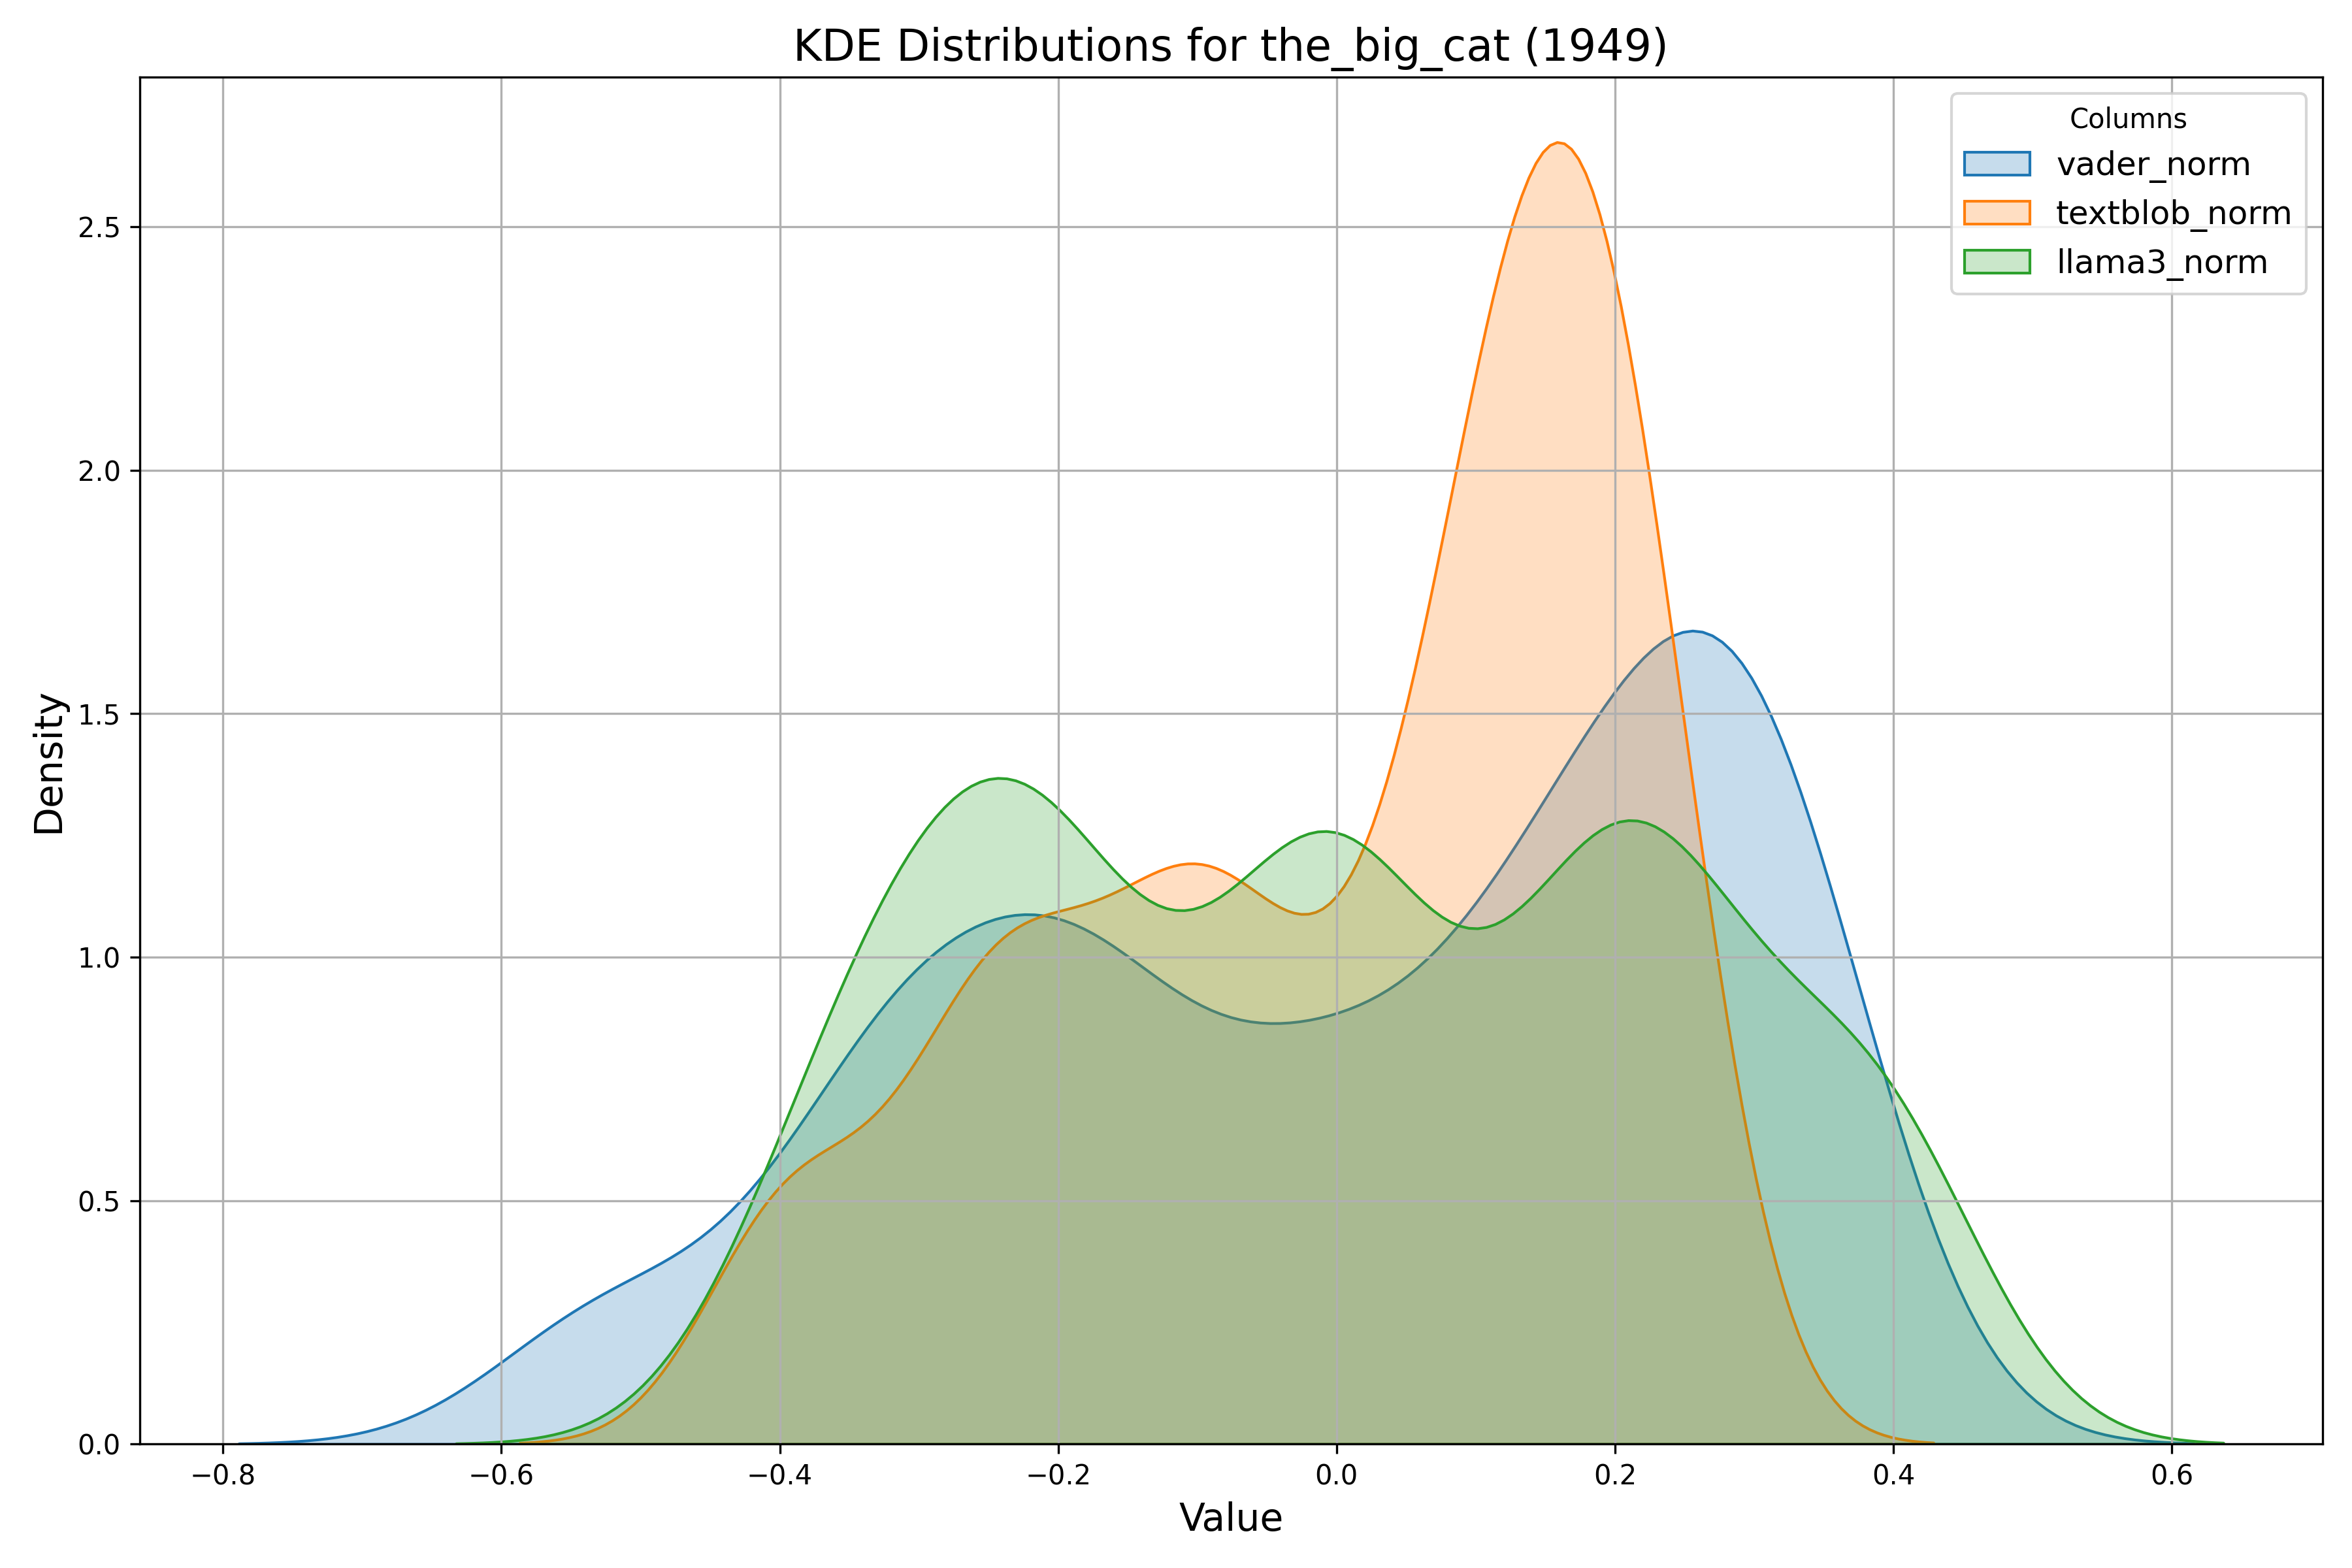 KDE Distributions for the_big_cat (1949)
Columns
vader_norm
textblob_norm
llama3_norm
Density
2.5
2.0
1.5
1.0
0.5
0.0
−0.8 −0.6 −0.4 −0.2 0.0 0.2 0.4 0.6
Value